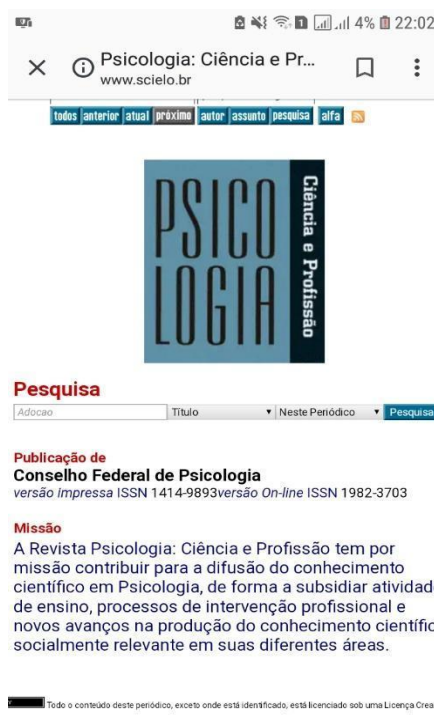 4% 22:02
Psicologia: Ciência e Pr...
www.scielo.br
todos anterior atual próximo autor assunto pesquisa alfa
PSICO
LOGIA
Ciência e Profissão
Pesquisa
Adocao Título Neste Periódico Pesquisa
Publicação de
Conselho Federal de Psicologia
versão impressa ISSN 1414-9893versão On-line ISSN 1982-3703
Missão
A Revista Psicologia: Ciência e Profissão tem por
missão contribuir para a difusão do conhecimento
científico em Psicologia, de forma a subsidiar atividad
de ensino, processos de intervenção profissional e
novos avanços na produção do conhecimento científic
socialmente relevante em suas diferentes áreas.
Todo o conteúdo deste periódico, exceto onde está identificado, está licenciado sob uma Licença Crea